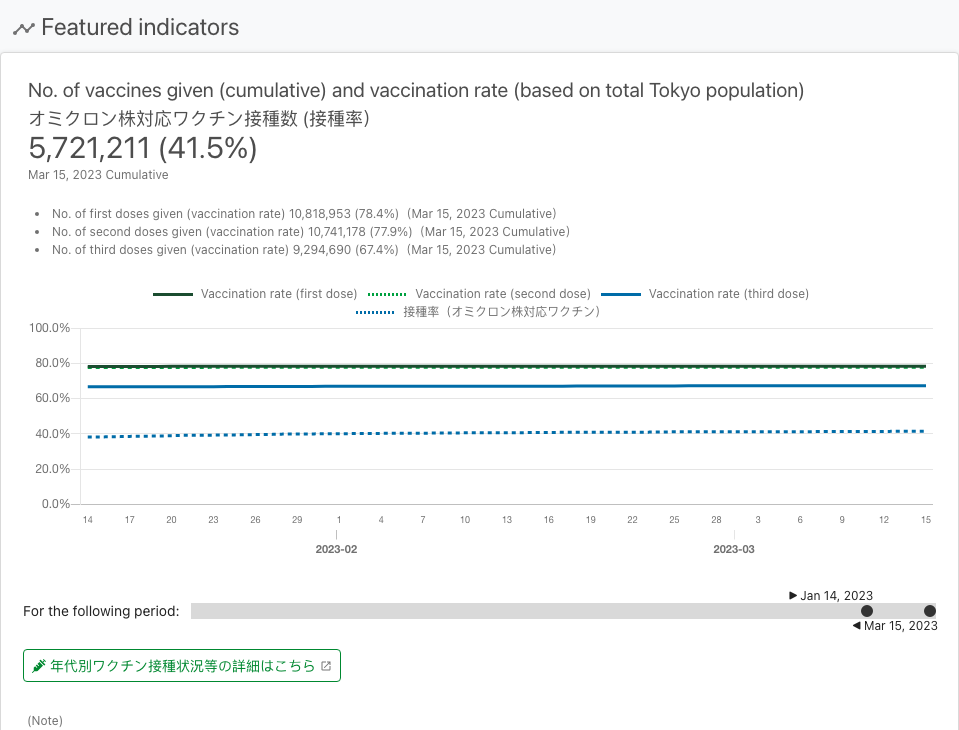 Featured indicators
No. of vaccines given (cumulative) and vaccination rate (based on total Tokyo population)
オミクロン株対応ワクチン接種数 (接種率）
5,721,211 (41.5%)
Mar 15, 2023 Cumulative
• No. of first doses given (vaccination rate) 10,818,953 (78.4%)  (Mar 15, 2023 Cumulative)
• No. of second doses given (vaccination rate) 10,741,178 (77.9%)  (Mar 15, 2023 Cumulative)
• No. of third doses given (vaccination rate) 9,294,690 (67.4%)  (Mar 15, 2023 Cumulative)
Vaccination rate (first dose) Vaccination rate (second dose) Vaccination rate (third dose)
接種率（オミクロン株対応ワクチン）
100.0%
80.0%
60.0%
40.0%
20.0%
0.0%
14 17 20 23 26 29 1 4 7 10 13 16 19 22 25 28 3 6 9 12 15
2023-02 2023-03
▶ Jan 14, 2023
For the following period:
◀ Mar 15, 2023
年代別ワクチン接種状況等の詳細はこちら
(Note)